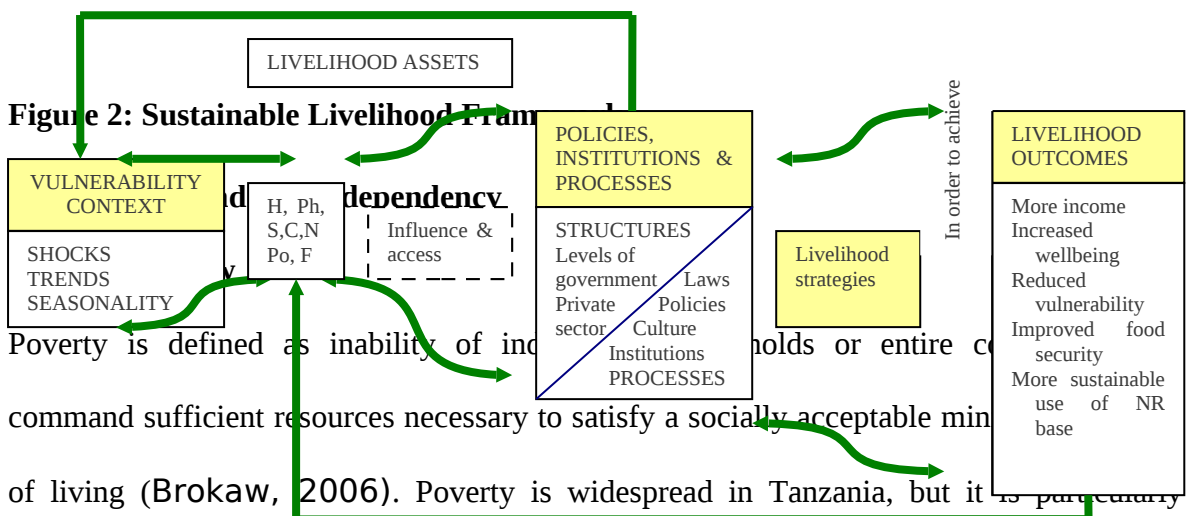 LIVELIHOOD ASSETS
Figure 2: Sustainable Livelihood
VULNERABILITY
CONTEXT
SHOCKS
TRENDS
SEASONALITY
dependency
H, Ph,
S,C,N
Po, F
Influence &
access
POLICIES,
INSTITUTIONS &
PROCESSES
STRUCTURES
Levels of
government Laws
Private Policies
sector Culture
Institutions
PROCESSES
Livelihood
strategies
In order to achieve
LIVELIHOOD
OUTCOMES
More income
Increased
wellbeing
Reduced
vulnerability
Improved food
security
More sustainable
use of NR
base
Poverty is defined as inability of or entire
command sufficient resources necessary to satisfy a socially acceptable
of living (Brokaw, 2006). Poverty is widespread in Tanzania, but it is particularly